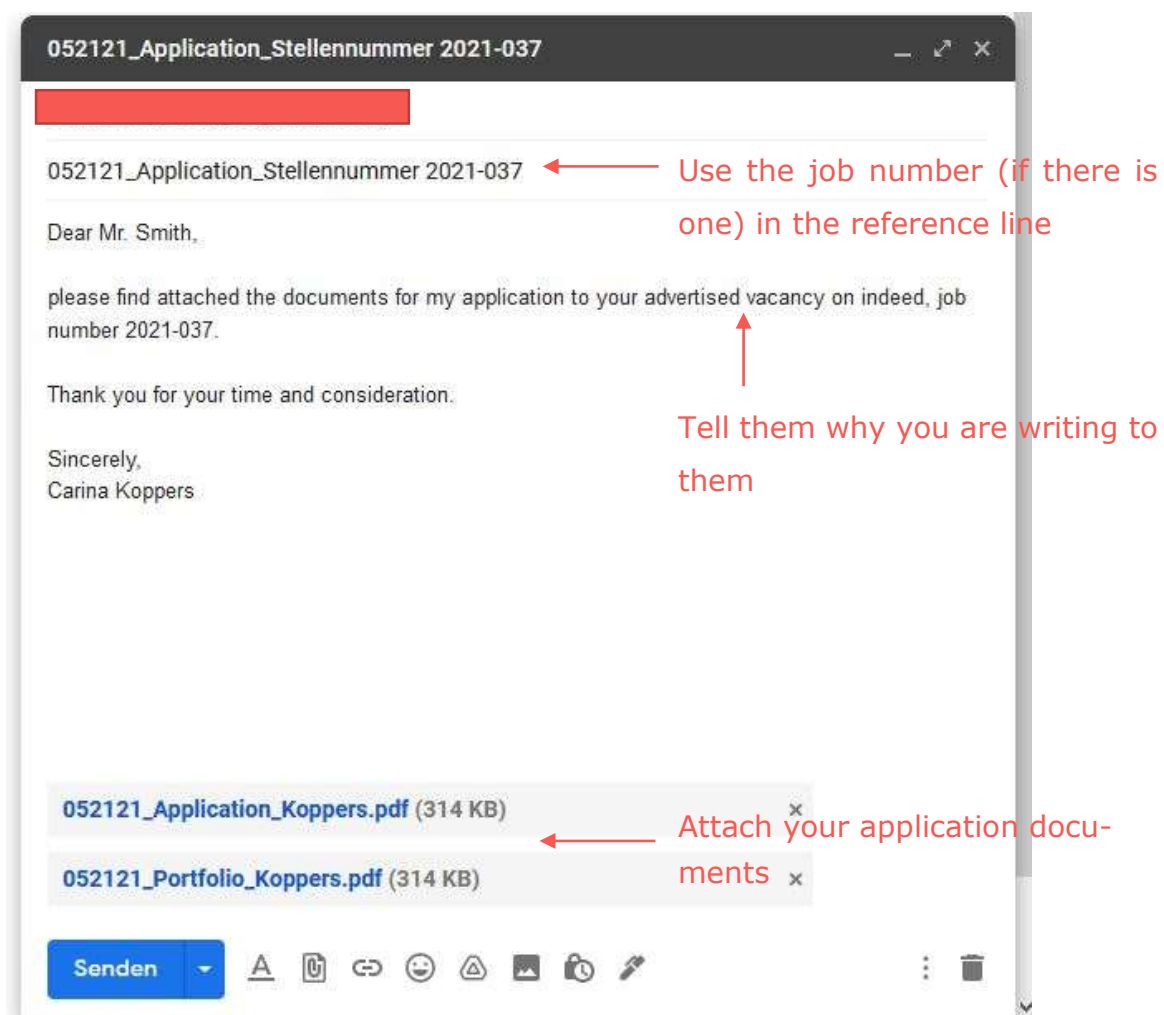 052121_Application_Stellennummer 2021-037
052121_Application_Stellennummer 2021-037
Use the job number (if there is
one) in the reference line
Dear Mr. Smith,
please find attached the documents for my application to your advertised vacancy on indeed, job
number 2021-037.
Thank you for your time and consideration.
Tell them why you are writing to
them
Sincerely,
Carina Koppers
052121_Application_Koppers.pdf (314 KB)
052121_Portfolio_Koppers.pdf (314 KB)
Attach your application docu-
ments
Senden